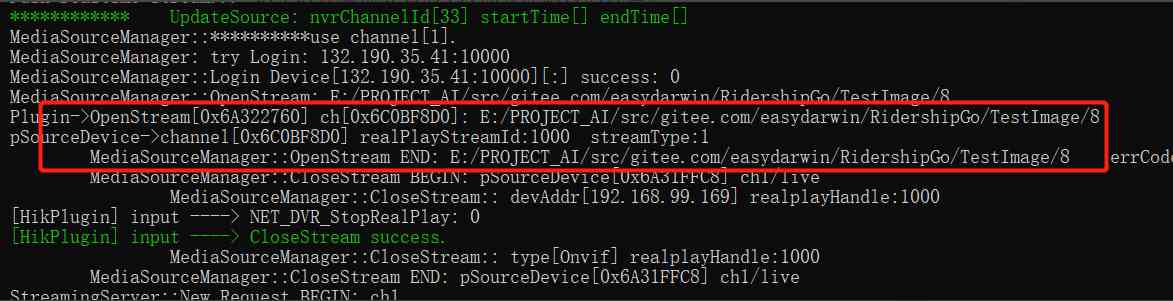 ************    UpdateSource: nvrChannelId[33] startTime[] endTime[]
MediaSourceManager::**********use channel[1].
MediaSourceManager: try Login: 132.190.35.41:10000
MediaSourceManager::Login Device[132.190.35.41:10000][:] success: 0
MediaSourceManager::OpenStream: E:/PROJECT_AI/src/gitee.com/easydarwin/RidershipGo/TestImage/8
Plugin->OpenStream[0x6A322760] ch[0x6C0BF8D0]: E:/PROJECT_AI/src/gitee.com/easydarwin/RidershipGo/TestImage/8
pSourceDevice->channel[0x6C0BF8D0] realPlayStreamId:1000  streamType:1
MediaSourceManager::OpenStream END: E:/PROJECT_AI/src/gitee.com/easydarwin/RidershipGo/TestImage/8    errCode
MediaSourceManager::CloseStream BEGIN: pSourceDevice[0x6A31FFC8] ch1/live
MediaSourceManager::CloseStream:: devAddr[192.168.99.169] realplayHandle:1000
[HikPlugin] input ----> NET_DVR_StopRealPlay: 0
[HikPlugin] input ----> CloseStream success.
MediaSourceManager::CloseStream:: type[Onvif] realplayHandle:1000
MediaSourceManager::CloseStream END: pSourceDevice[0x6A31FFC8] ch1/live
StreamingServer::New Request BEGIN: ch1